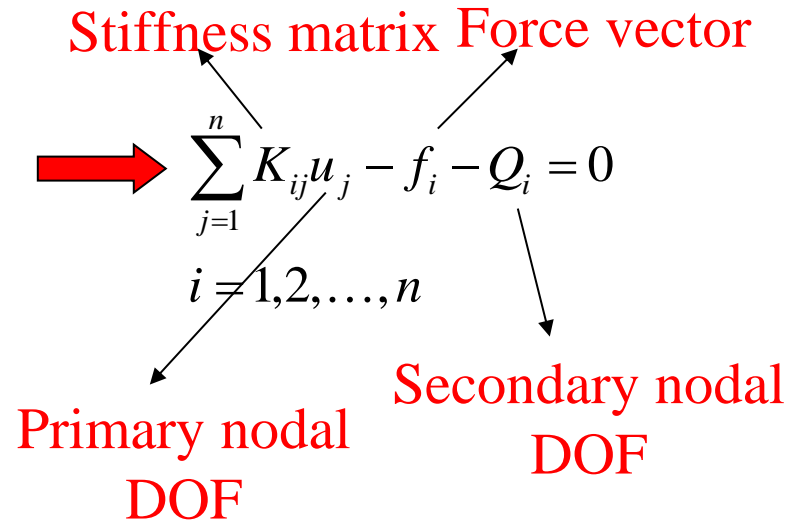 Stiffness matrix Force vector
n
∑ K_{ij}u_j − f_i − Q_i = 0
j=1
i = 1,2,…,n
Secondary nodal
DOF
Primary nodal
DOF